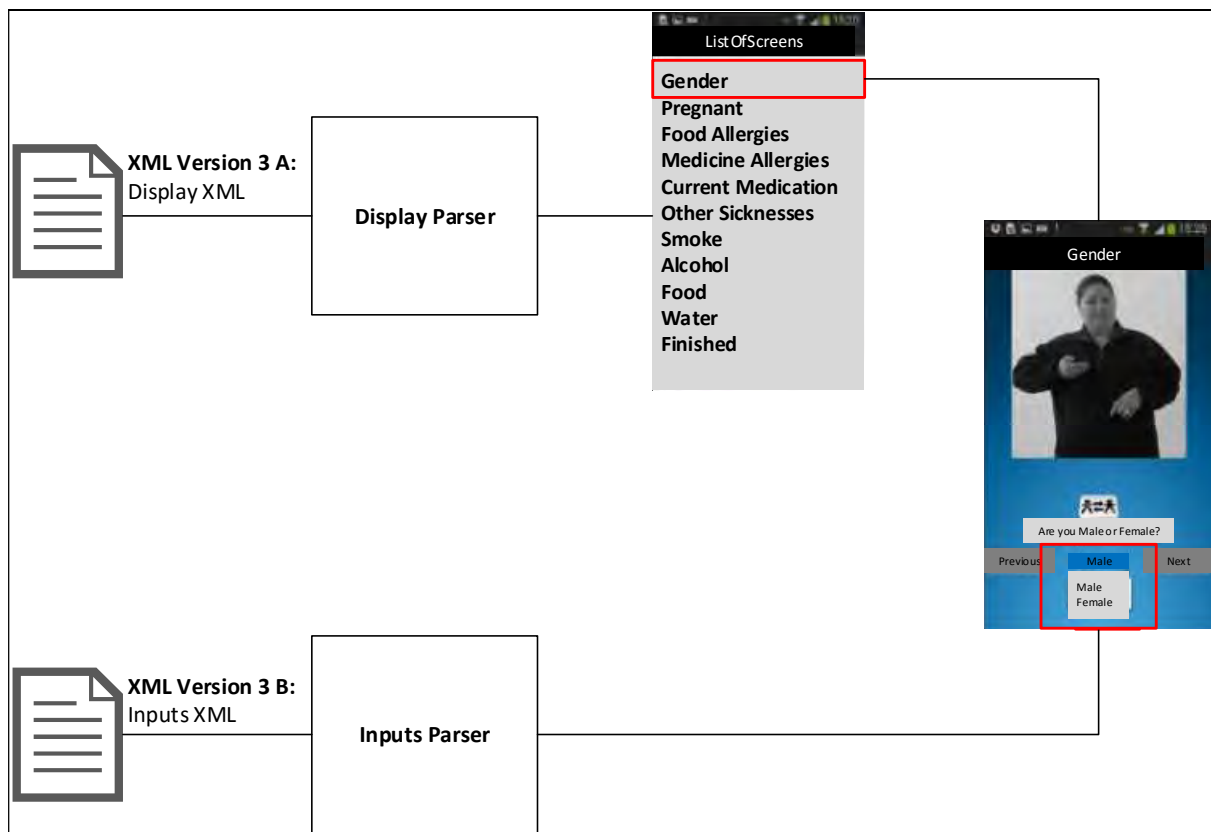 15:20
ListOfScreens
Gender
Pregnant
Food Allergies
Medicine Allergies
Current Medication
Other Sicknesses
Smoke
Alcohol
Food
Water
Finished
XML Version 3 A:
Display XML
Display Parser
Gender
Are you Male or Female?
Previous
Male
Next
Male
Female
XML Version 3 B:
Inputs XML
Inputs Parser